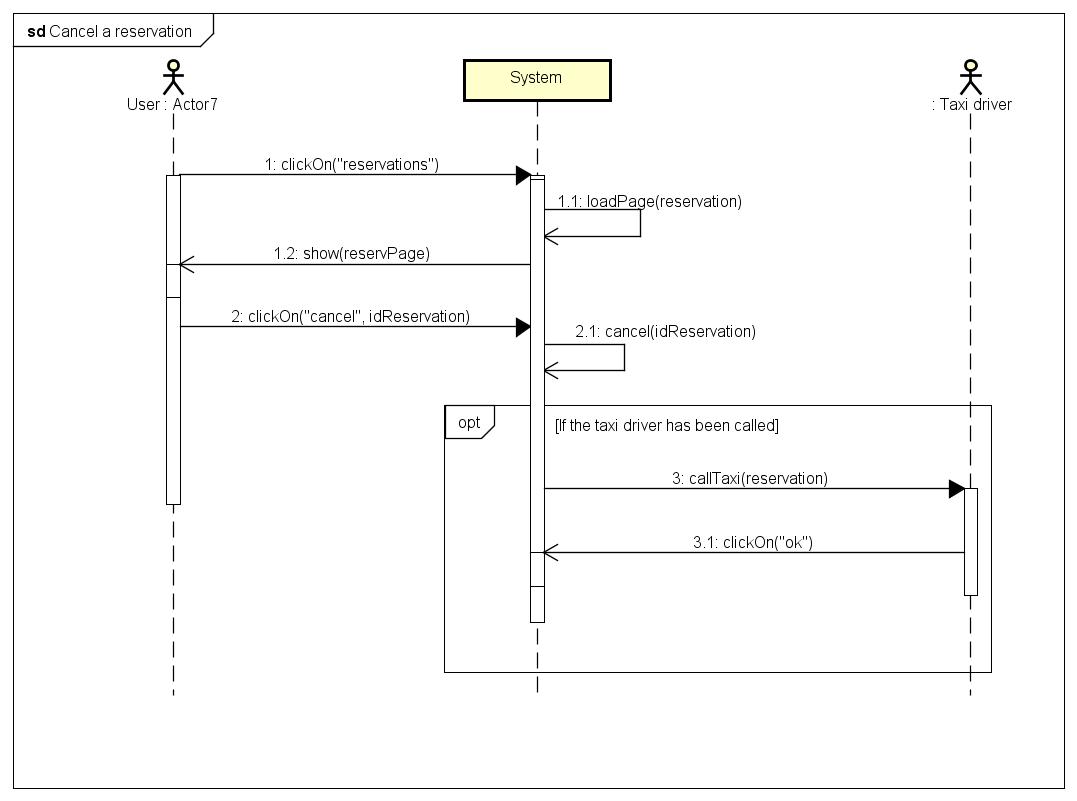 sd Cancel a reservation
User : Actor7
System
: Taxi driver
1: clickOn("reservations")
1.1: loadPage(reservation)
1.2: show(reservPage)
2: clickOn("cancel", idReservation)
2.1: cancel(idReservation)
opt
[If the taxi driver has been called]
3: callTaxi(reservation)
3.1: clickOn("ok")